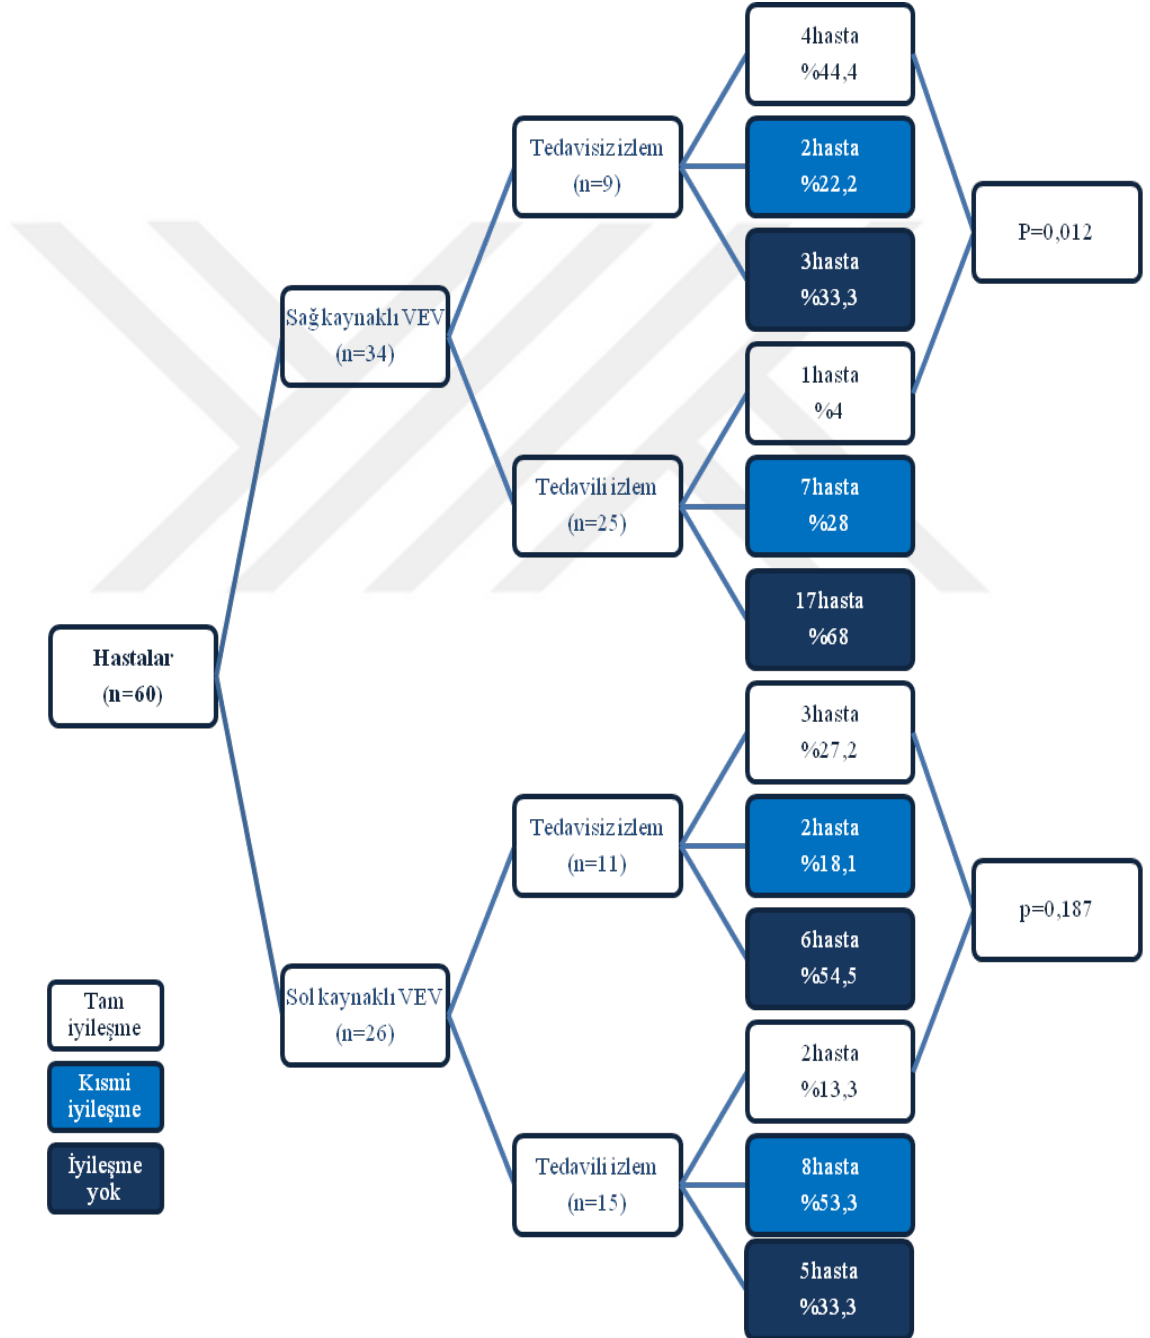 Hastalar
(n=60)
Sağ kaynaklı VEV
(n=34)
Tedavisiz izlem
(n=9)
4hasta
%44,4
2hasta
%22,2
3hasta
%33,3
P=0,012
Tedavili izlem
(n=25)
1hasta
%4
7hasta
%28
17hasta
%68
Sol kaynaklı VEV
(n=26)
Tedavisiz izlem
(n=11)
3hasta
%27,2
2hasta
%18,1
6hasta
%54,5
p=0,187
Tedavili izlem
(n=15)
2hasta
%13,3
8hasta
%53,3
5hasta
%33,3
Tam
iyileşme
Kısmi
iyileşme
İyileşme
yok